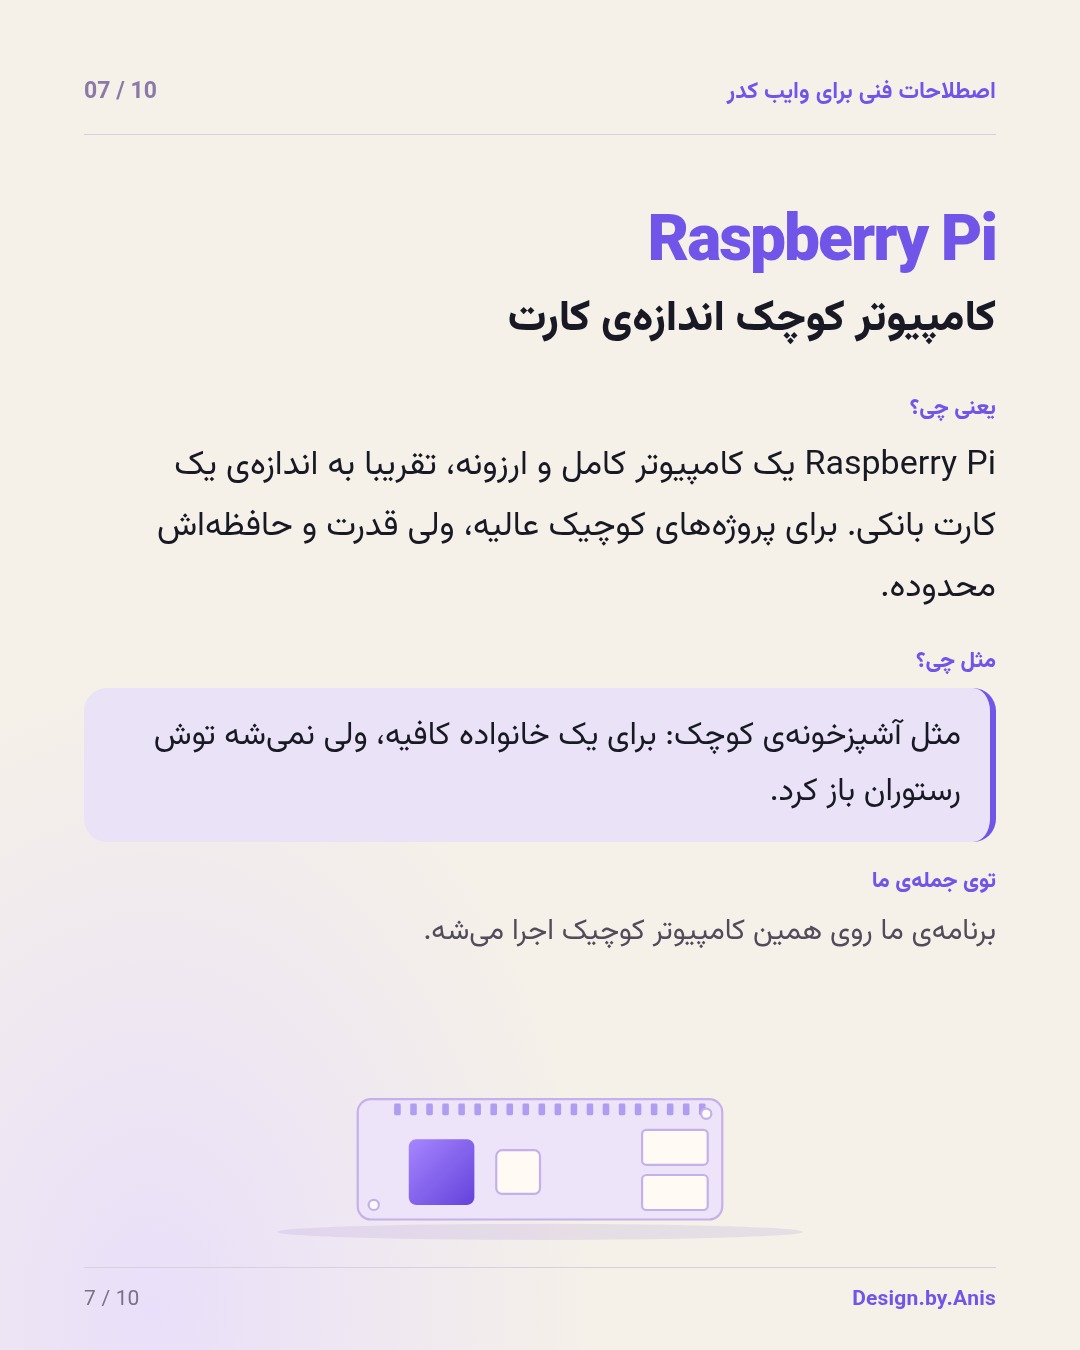 اصطلاحات فنی برای وایب کدر
07 / 10
Raspberry Pi
کامپیوتر کوچک اندازه‌ی کارت
یعنی چی؟
Raspberry Pi یک کامپیوتر کامل و ارزونه، تقریبا به اندازه‌ی یک
کارت بانکی. برای پروژه‌های کوچیک عالیه، ولی قدرت و حافظه‌اش
محدوده.
مثل چی؟
مثل آشپزخونه‌ی کوچک: برای یک خانواده کافیه، ولی نمی‌شه توش
رستوران باز کرد.
توی جمله‌ی ما
برنامه‌ی ما روی همین کامپیوتر کوچیک اجرا می‌شه.
Design.by.Anis
7 / 10